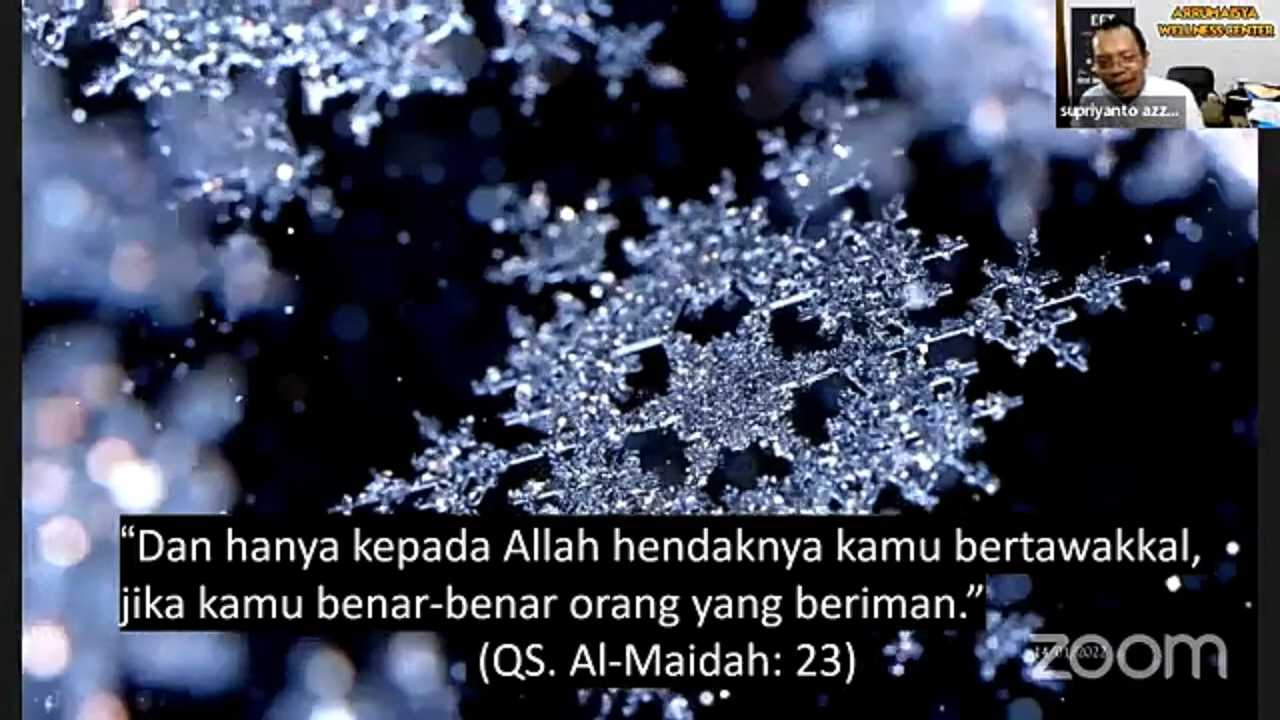 ARRUMAISYA
WELLNESS CENTER
EFT
supriyanto azz...
“Dan hanya kepada Allah hendaknya kamu bertawakkal,
jika kamu benar-benar orang yang beriman.”
(QS. Al-Maidah: 23)
zoom